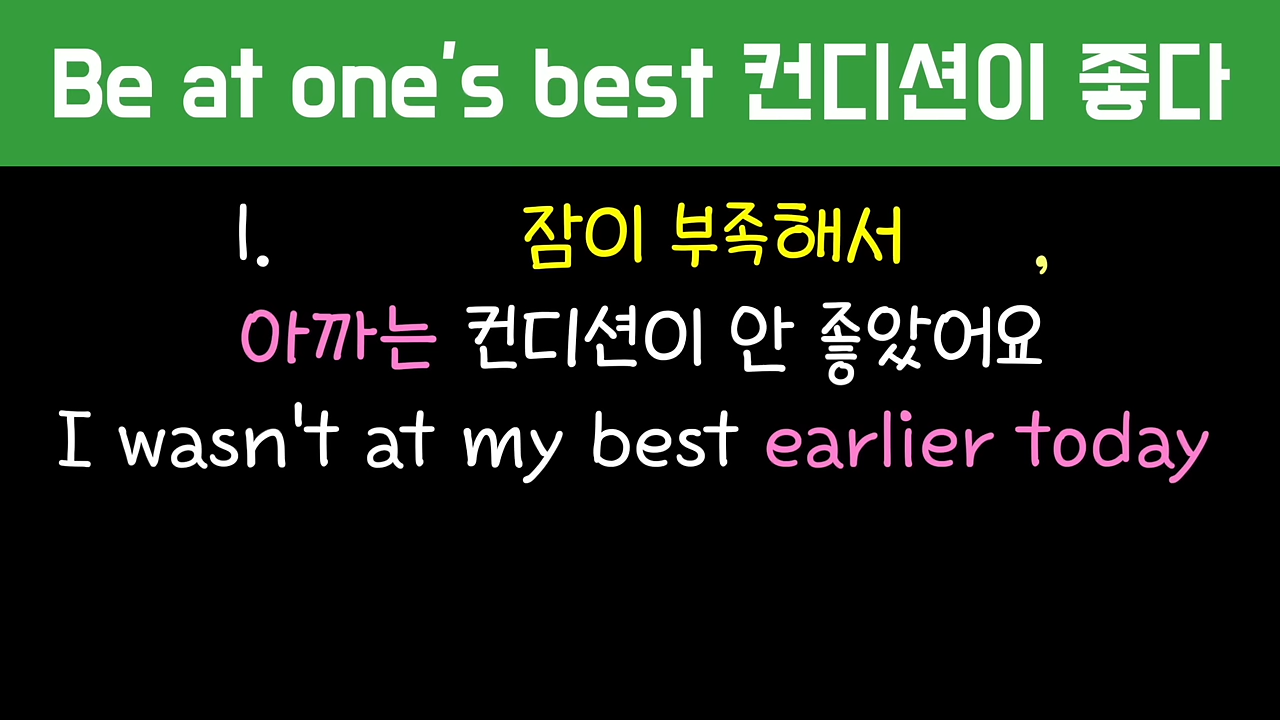 Be at one's best 컨디션이 좋다
1. 잠이 부족해서 ,
아까는 컨디션이 안 좋았어요
I wasn't at my best earlier today